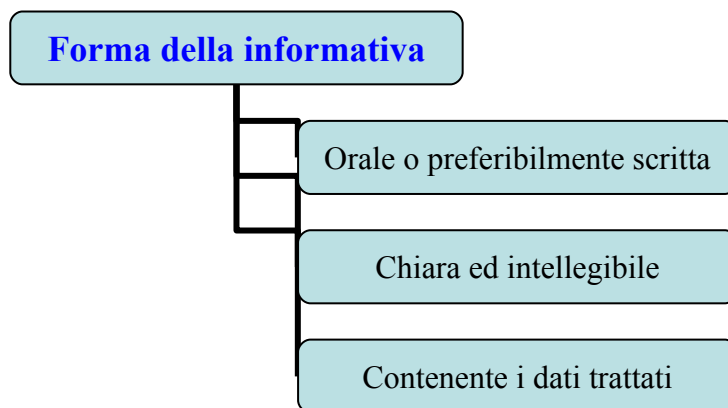 Forma della informativa
Orale o preferibilmente scritta
Chiara ed intellegibile
Contenente i dati trattati